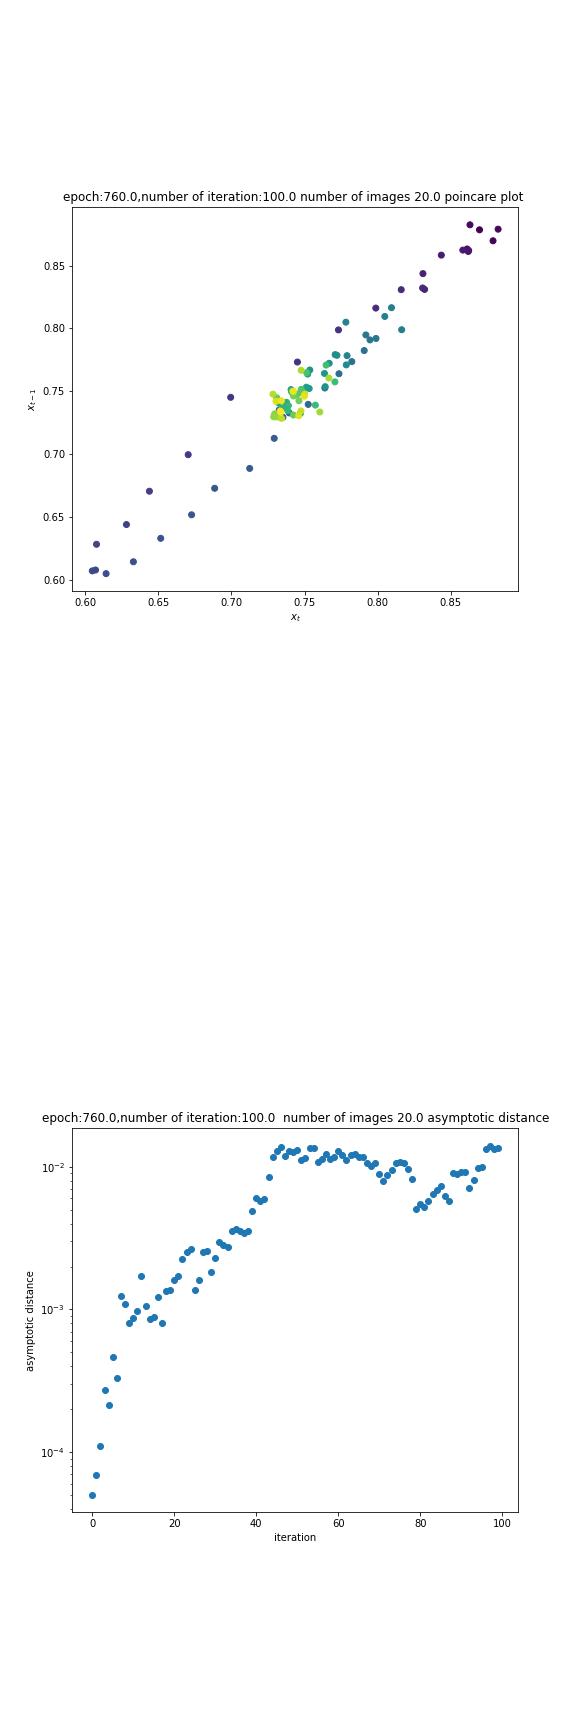 epoch:760.0,number of iteration:100.0 number of images 20.0 poincare plot
0.85
0.80
0.75
0.70
0.65
0.60
x_{t-1}
0.60 0.65 0.70 0.75 0.80 0.85
x_t
epoch:760.0,number of iteration:100.0 number of images 20.0 asymptotic distance
10^{-2}
10^{-3}
10^{-4}
asymptotic distance
0 20 40 60 80 100
iteration